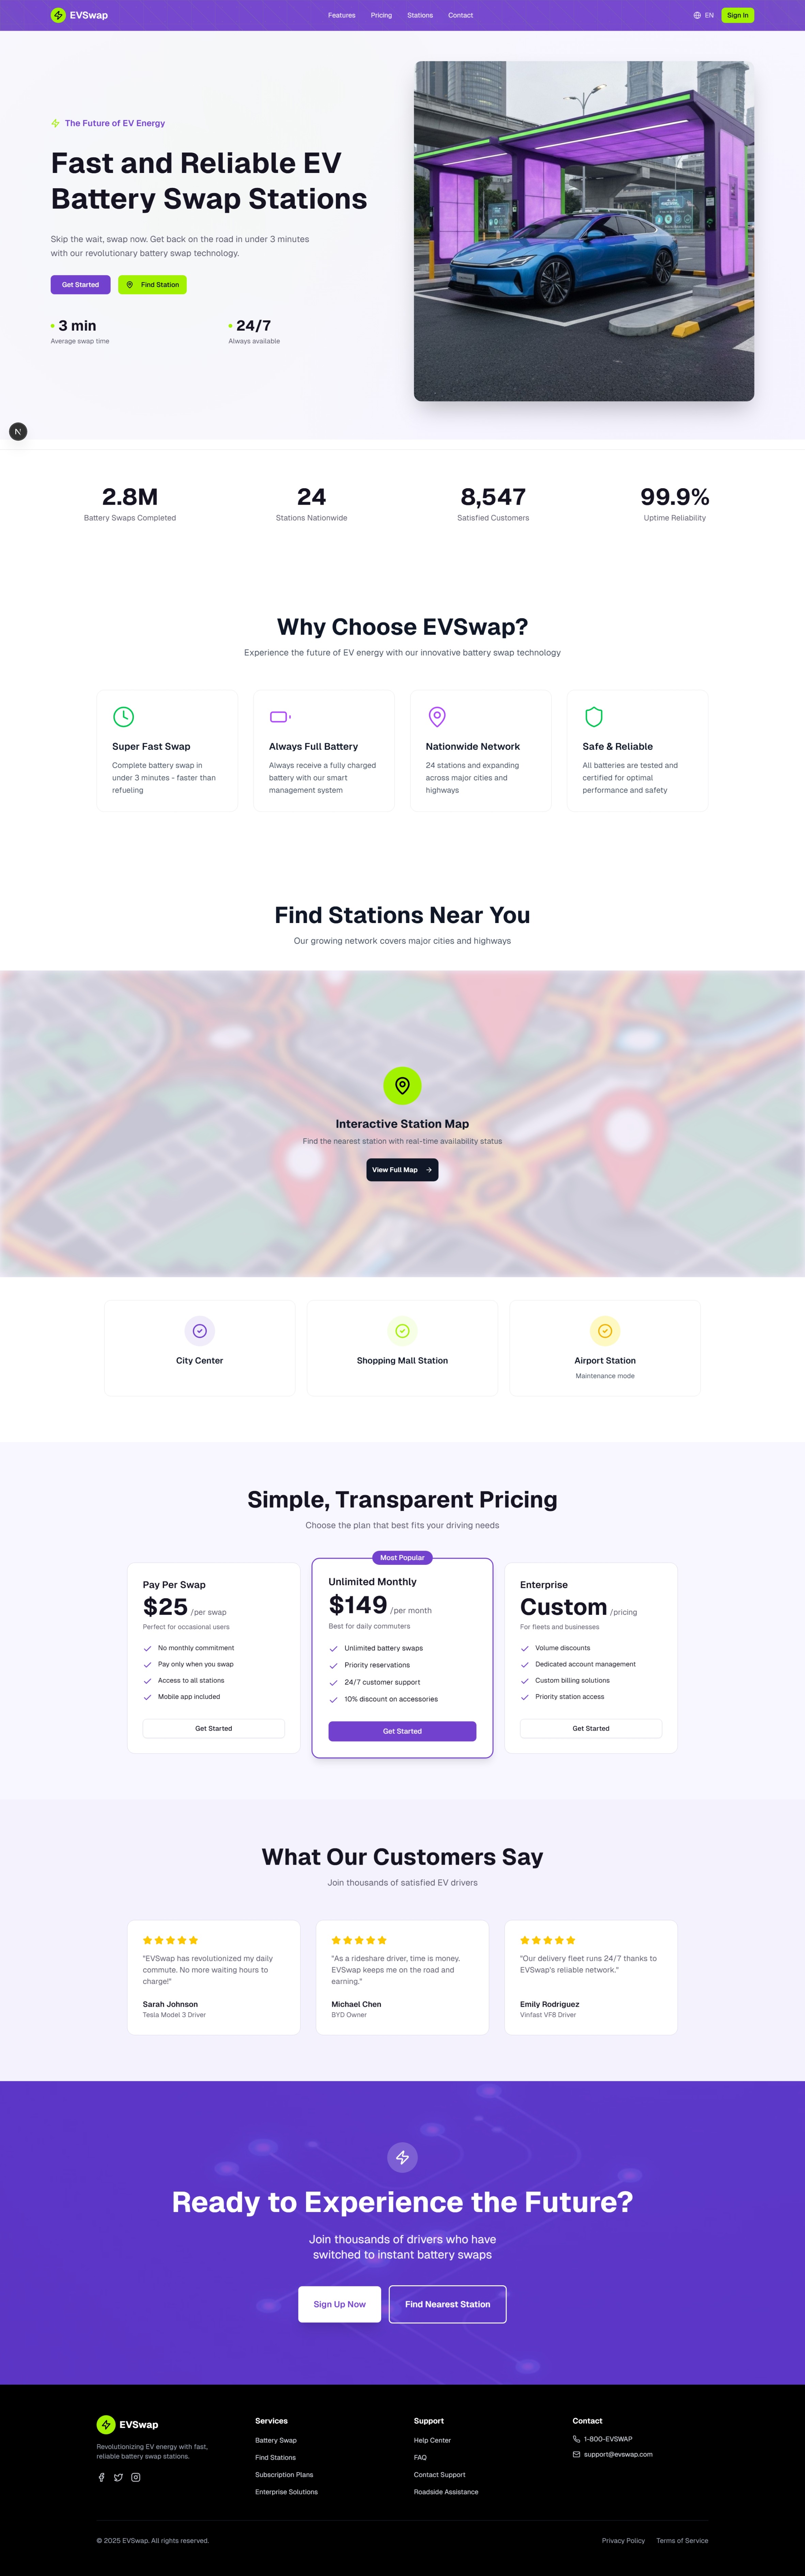 EVSwap
Features
Pricing
Stations
Contact
EN
Sign In
The Future of EV Energy
Fast and Reliable EV
Battery Swap Stations
Skip the wait, swap now. Get back on the road in under 3 minutes
with our revolutionary battery swap technology.
Get Started
Find Station
3 min
Average swap time
24/7
Always available
N
2.8M
Battery Swaps Completed
24
Stations Nationwide
8,547
Satisfied Customers
99.9%
Uptime Reliability
Why Choose EVSwap?
Experience the future of EV energy with our innovative battery swap technology
Super Fast Swap
Complete battery swap in
under 3 minutes - faster than
refueling
Always Full Battery
Always receive a fully charged
battery with our smart
management system
Nationwide Network
24 stations and expanding
across major cities and
highways
Safe & Reliable
All batteries are tested and
certified for optimal
performance and safety
Find Stations Near You
Our growing network covers major cities and highways
Interactive Station Map
Find the nearest station with real-time availability status
View Full Map
City Center
Shopping Mall Station
Airport Station
Maintenance mode
Simple, Transparent Pricing
Choose the plan that best fits your driving needs
Pay Per Swap
$25 /per swap
Perfect for occasional users
No monthly commitment
Pay only when you swap
Access to all stations
Mobile app included
Get Started
Most Popular
Unlimited Monthly
$149 /per month
Best for daily commuters
Unlimited battery swaps
Priority reservations
24/7 customer support
10% discount on accessories
Get Started
Enterprise
Custom /pricing
For fleets and businesses
Volume discounts
Dedicated account management
Custom billing solutions
Priority station access
Get Started
What Our Customers Say
Join thousands of satisfied EV drivers
"EVSwap has revolutionized my daily
commute. No more waiting hours to
charge!"
Sarah Johnson
Tesla Model 3 Driver
"As a rideshare driver, time is money.
EVSwap keeps me on the road and
earning."
Michael Chen
BYD Owner
"Our delivery fleet runs 24/7 thanks to
EVSwap's reliable network."
Emily Rodriguez
Vinfast VF8 Driver
Ready to Experience the Future?
Join thousands of drivers who have
switched to instant battery swaps
Sign Up Now
Find Nearest Station
EVSwap
Revolutionizing EV energy with fast,
reliable battery swap stations.
Services
Battery Swap
Find Stations
Subscription Plans
Enterprise Solutions
Support
Help Center
FAQ
Contact Support
Roadside Assistance
Contact
1-800-EVSWAP
support@evswap.com
© 2025 EVSwap. All rights reserved.
Privacy Policy
Terms of Service